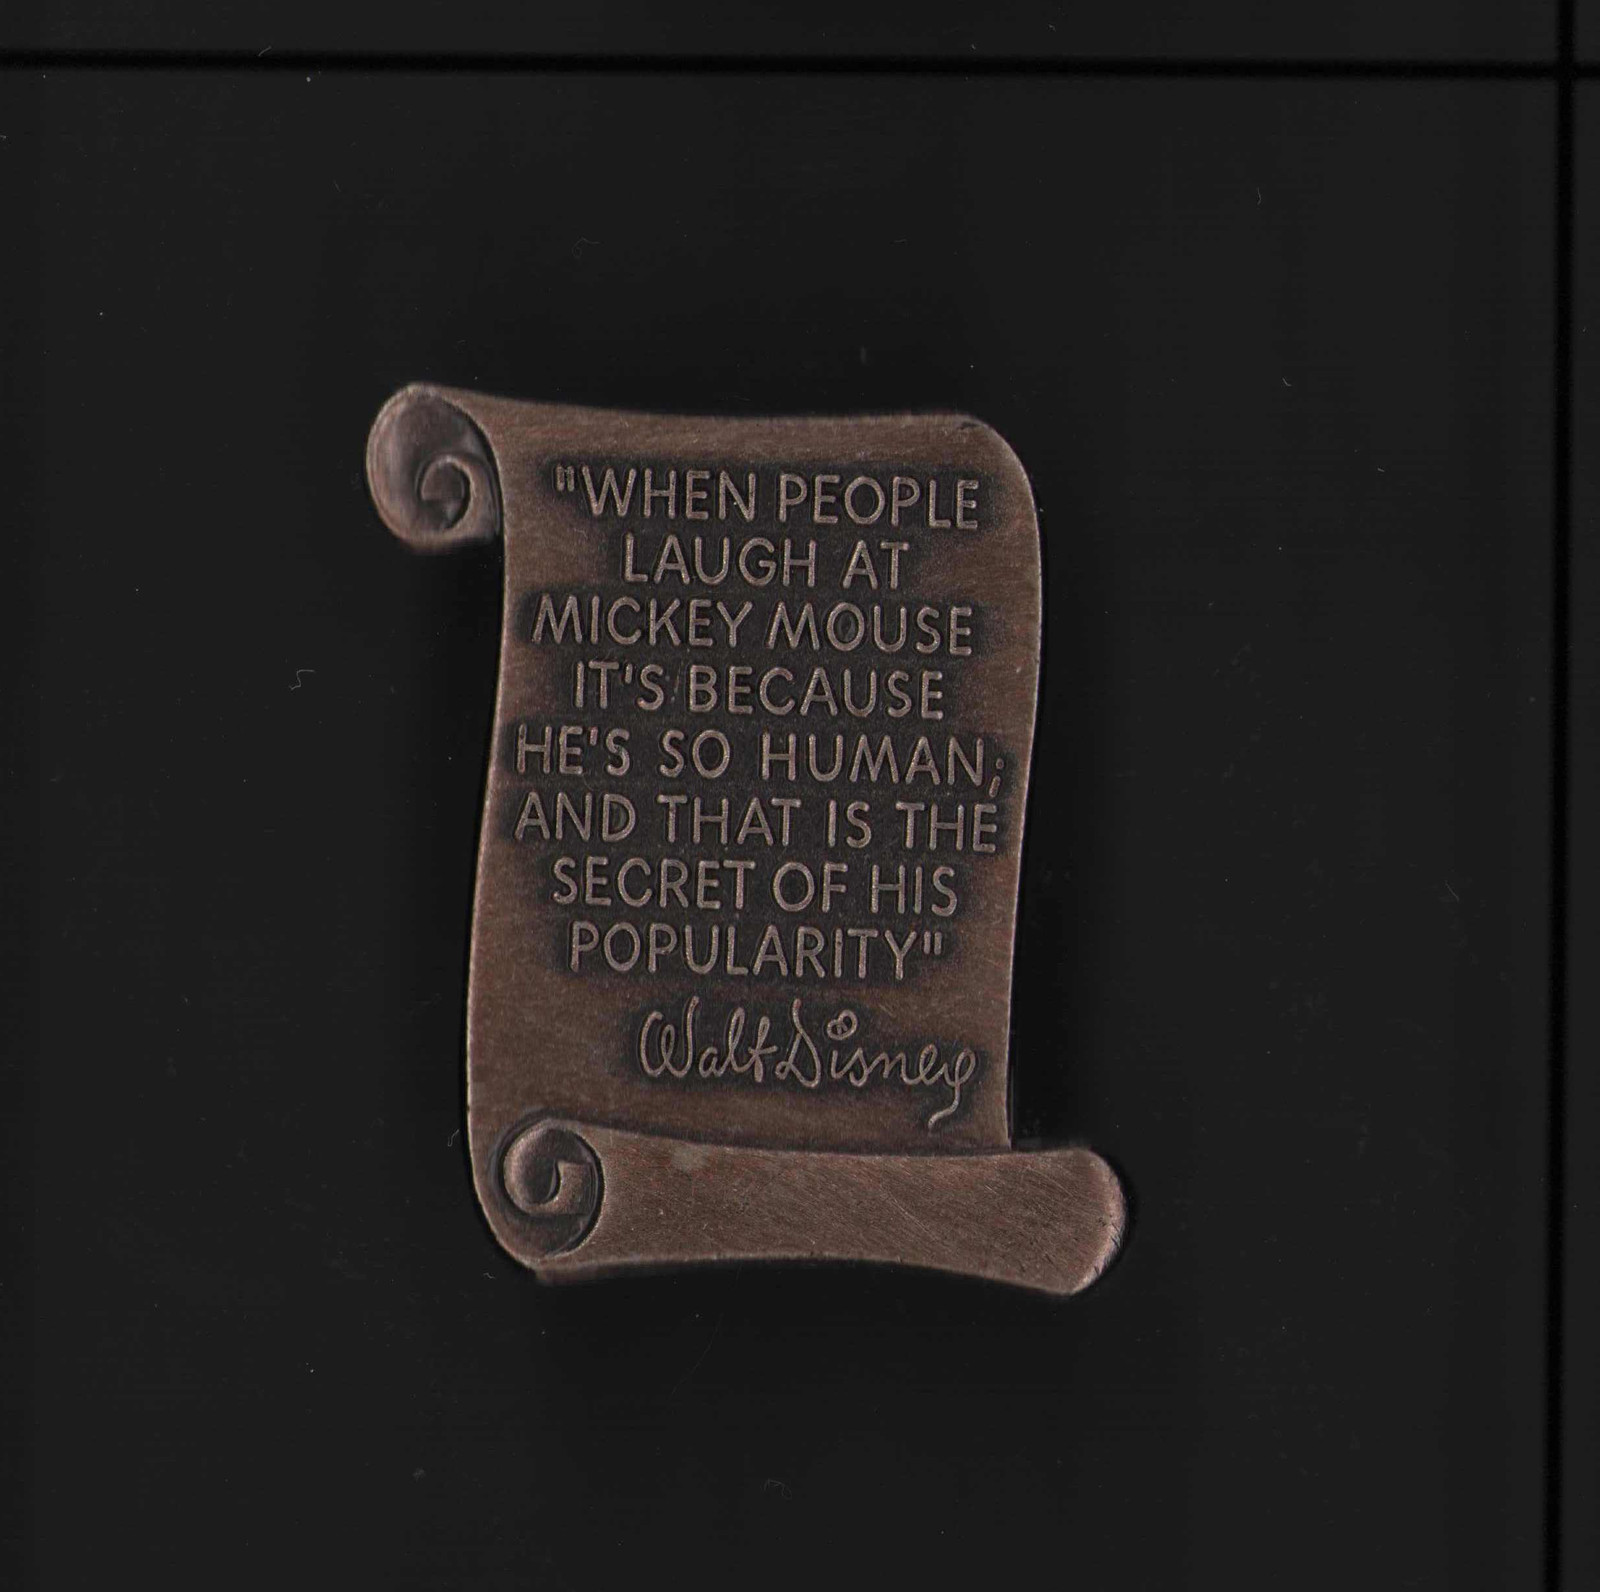 "WHEN PEOPLE
LAUGH AT
MICKEY MOUSE
IT'S BECAUSE
HE'S SO HUMAN;
AND THAT IS THE
SECRET OF HIS
POPULARITY"
Walt Disney